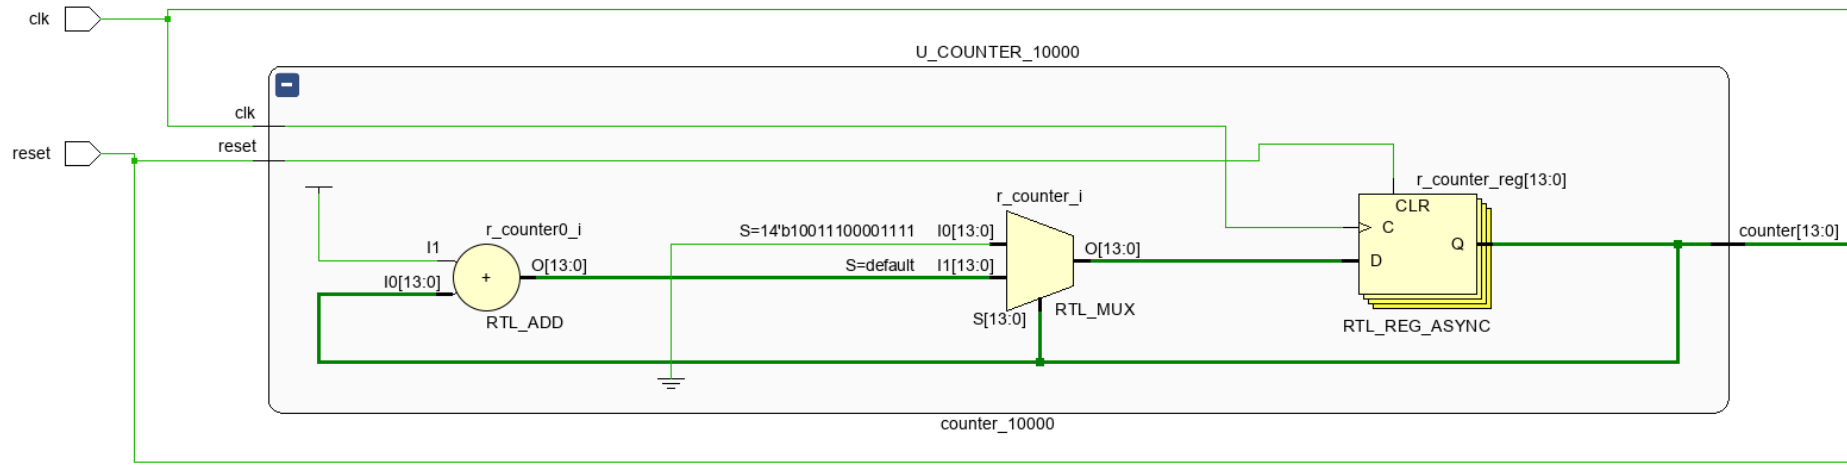 clk
U_COUNTER_10000
clk
reset
reset
r_counter_reg[13:0]
r_counter_i
CLR
r_counter0_i
S=14'b10011100001111
I0[13:0]
C
counter[13:0]
I1
O[13:0]
Q
O[13:0]
S=default
I1[13:0]
D
+
I0[13:0]
RTL_MUX
S[13:0]
RTL_ADD
RTL_REG_ASYNC
counter_10000